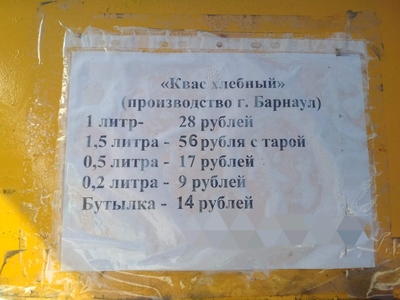 «Квас хлебный»
(производство г. Барнаул)
1 литр- 28 рублей
1,5 литра - 56 рубля с тарой
0,5 литра - 17 рублей
0,2 литра - 9 рублей
Бутылка - 14 рублей